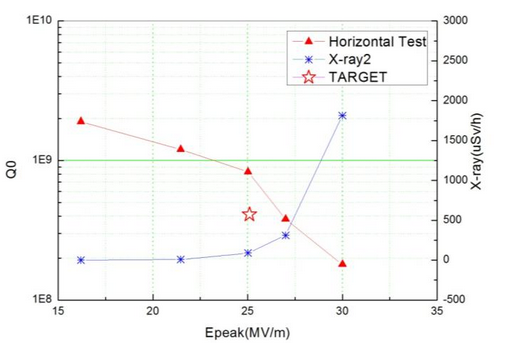 1E10
1E9
1E8
Q0
Horizontal Test
X-ray2
TARGET
3000
2500
2000
1500
1000
500
0
-500
X-ray(uSv/h)
15 20 25 30 35
Epeak(MV/m)